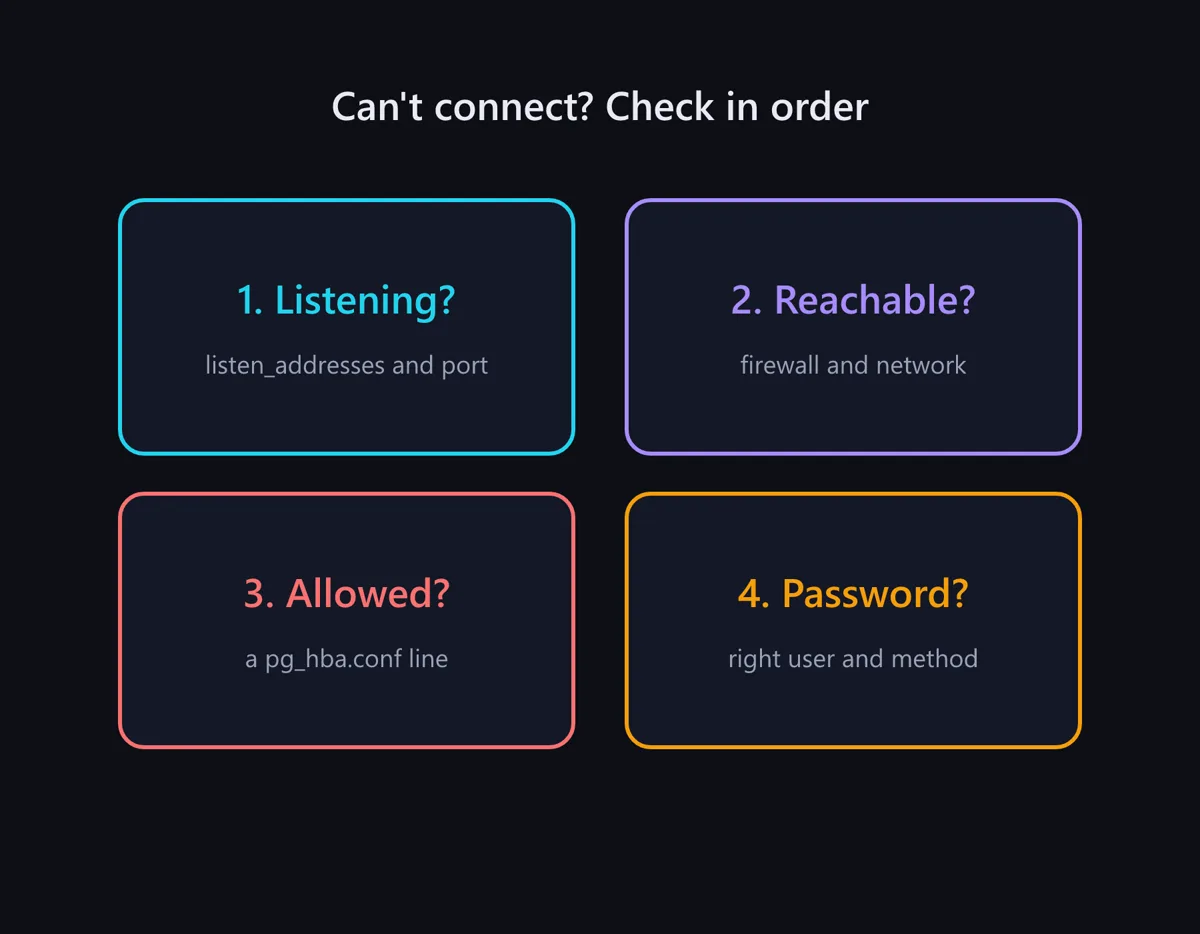 Can't connect? Check in order
1. Listening?
listen_addresses and port
2. Reachable?
firewall and network
3. Allowed?
a pg_hba.conf line
4. Password?
right user and method